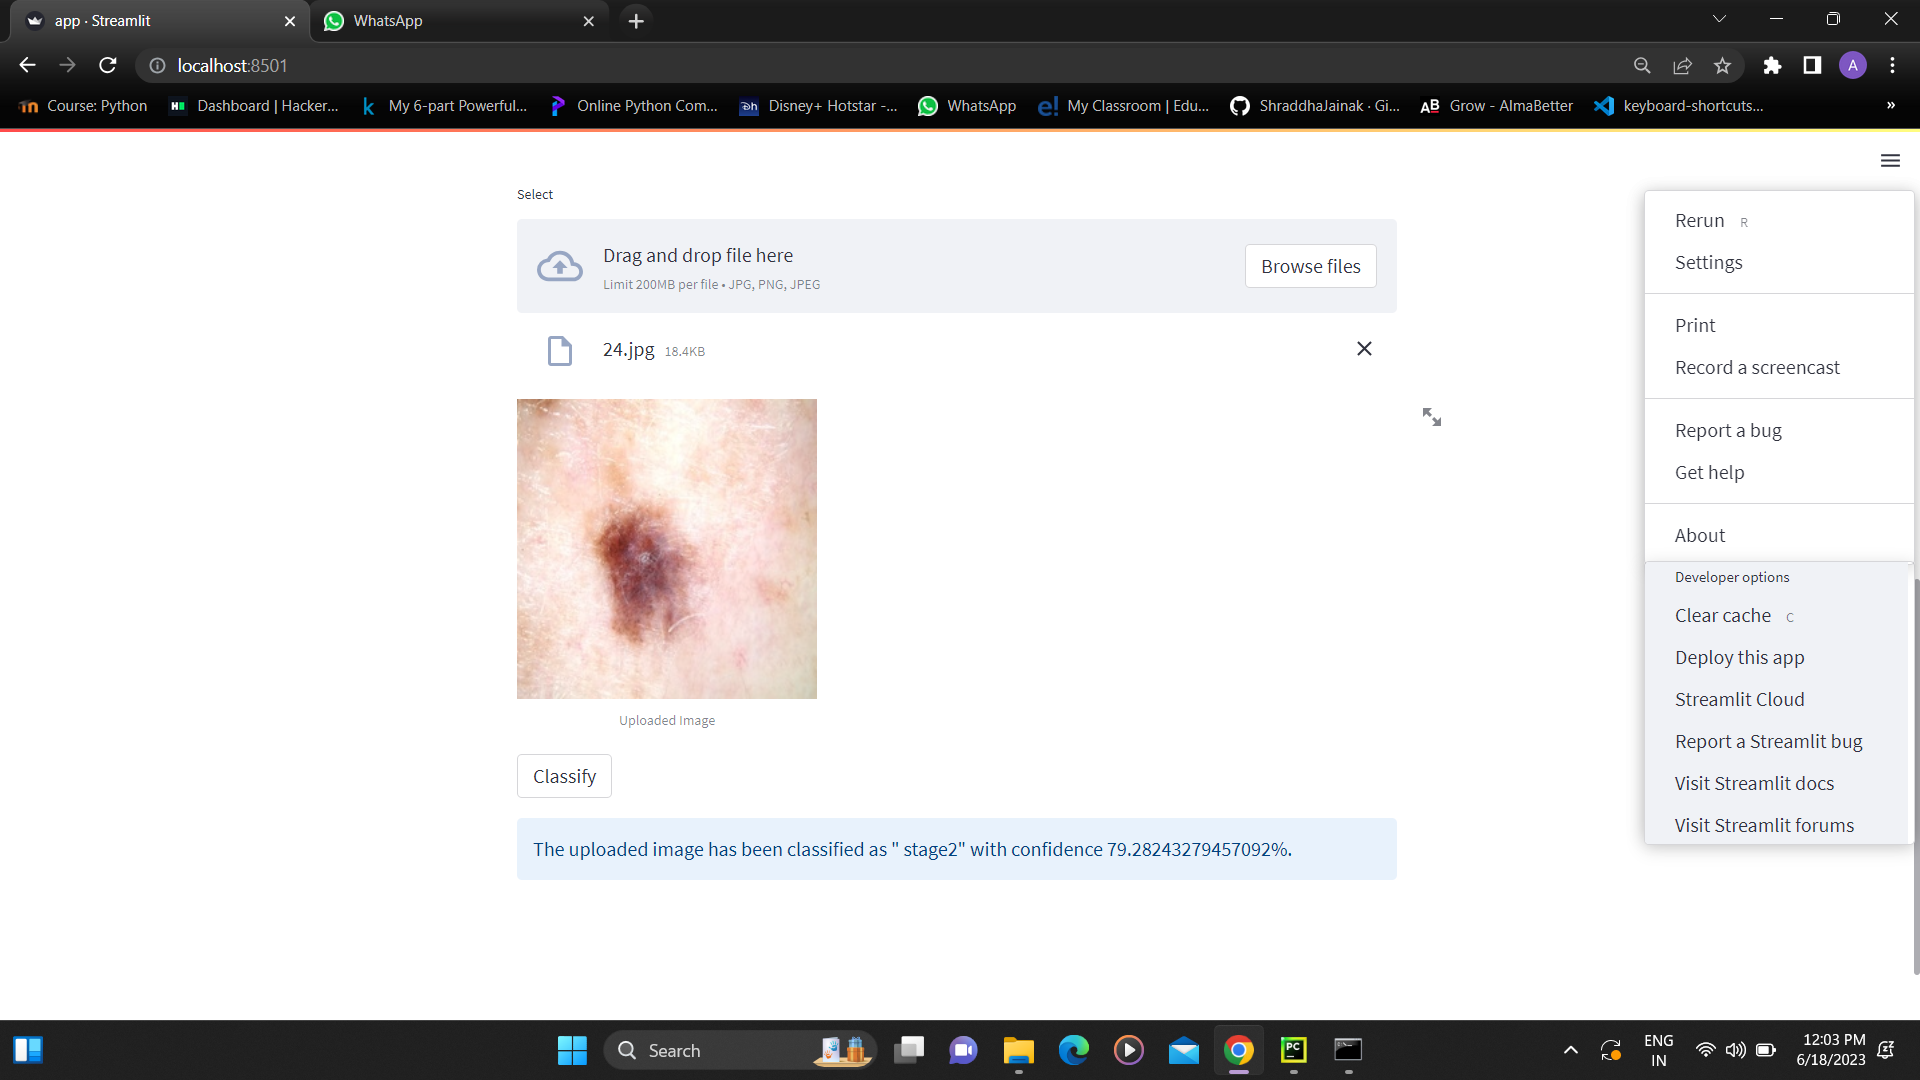 app · Streamlit
WhatsApp
localhost:8501
A
Course: Python
Dashboard | Hacker...
k My 6-part Powerful...
Online Python Com...
Disney+ Hotstar -...
WhatsApp
e! My Classroom | Edu...
ShraddhaJainak · Gi...
AB Grow - AlmaBetter
keyboard-shortcuts...
»
Select
Drag and drop file here
Limit 200MB per file • JPG, PNG, JPEG
Browse files
24.jpg 18.4KB
Uploaded Image
Classify
The uploaded image has been classified as " stage2" with confidence 79.28243279457092%.
Rerun R
Settings
Print
Record a screencast
Report a bug
Get help
About
Developer options
Clear cache C
Deploy this app
Streamlit Cloud
Report a Streamlit bug
Visit Streamlit docs
Visit Streamlit forums
Search
PC
ENG
IN
12:03 PM
6/18/2023